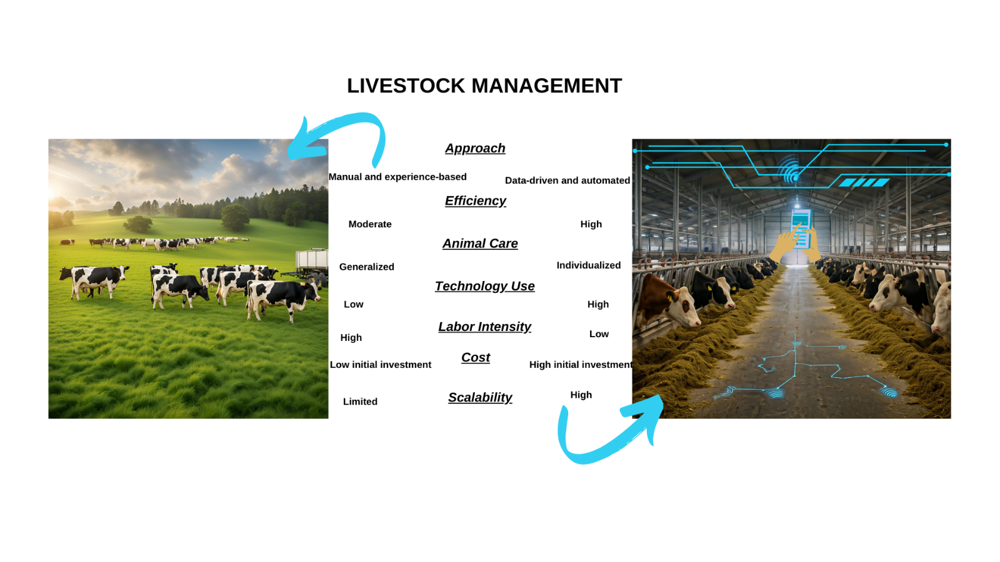 LIVESTOCK MANAGEMENT
Approach
Manual and experience-based
Data-driven and automated
Efficiency
Moderate
High
Animal Care
Generalized
Individualized
Technology Use
Low
High
Labor Intensity
High
Low
Cost
Low initial investment
High initial investment
Scalability
Limited
High